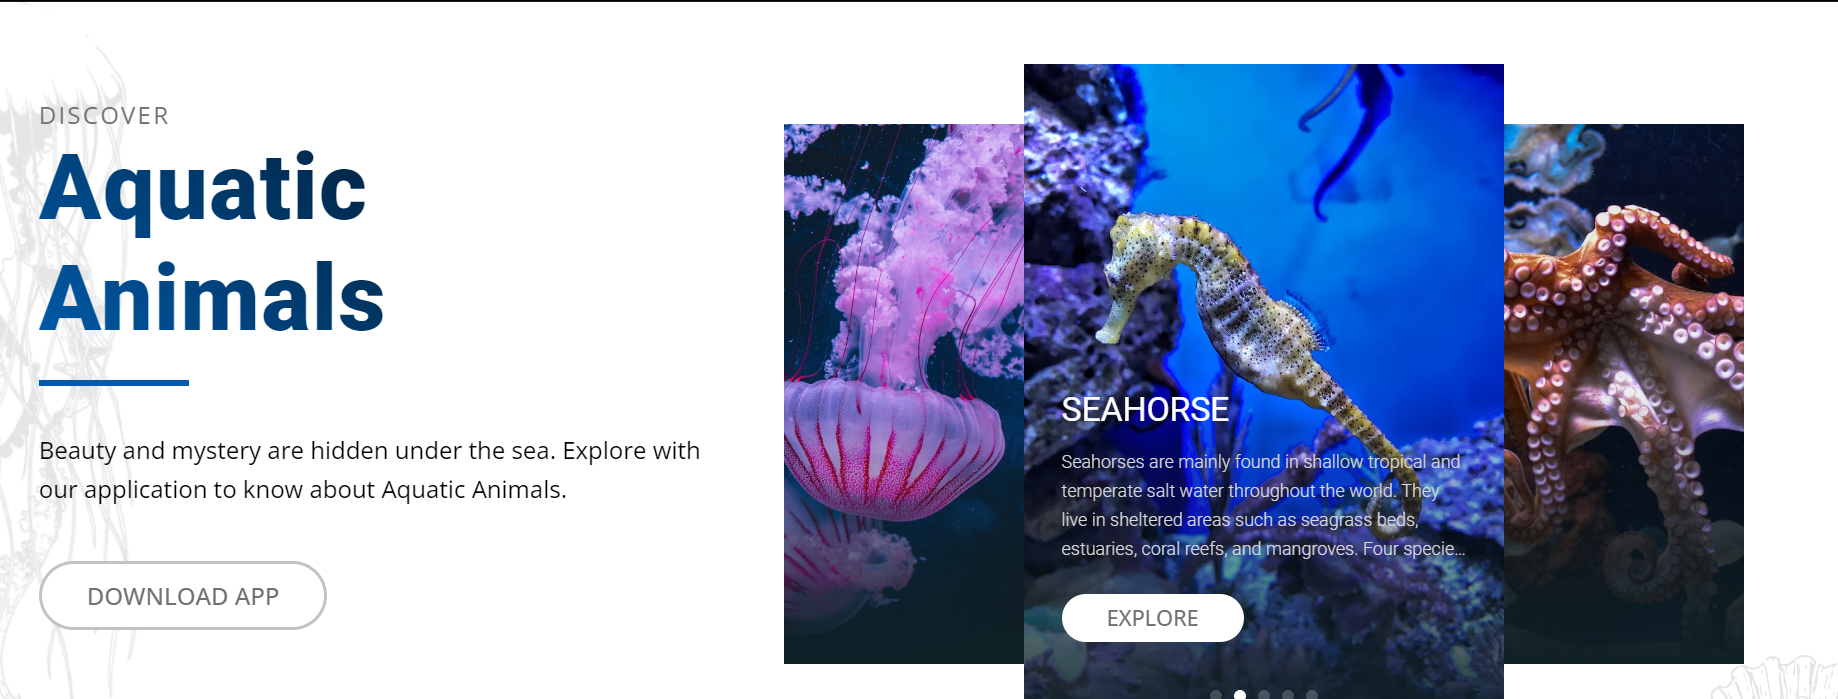 DISCOVER
Aquatic
Animals
Beauty and mystery are hidden under the sea. Explore with
our application to know about Aquatic Animals.
DOWNLOAD APP
SEAHORSE
Seahorses are mainly found in shallow tropical and
temperate salt water throughout the world. They
live in sheltered areas such as seagrass beds,
estuaries, coral reefs, and mangroves. Four specie...
EXPLORE